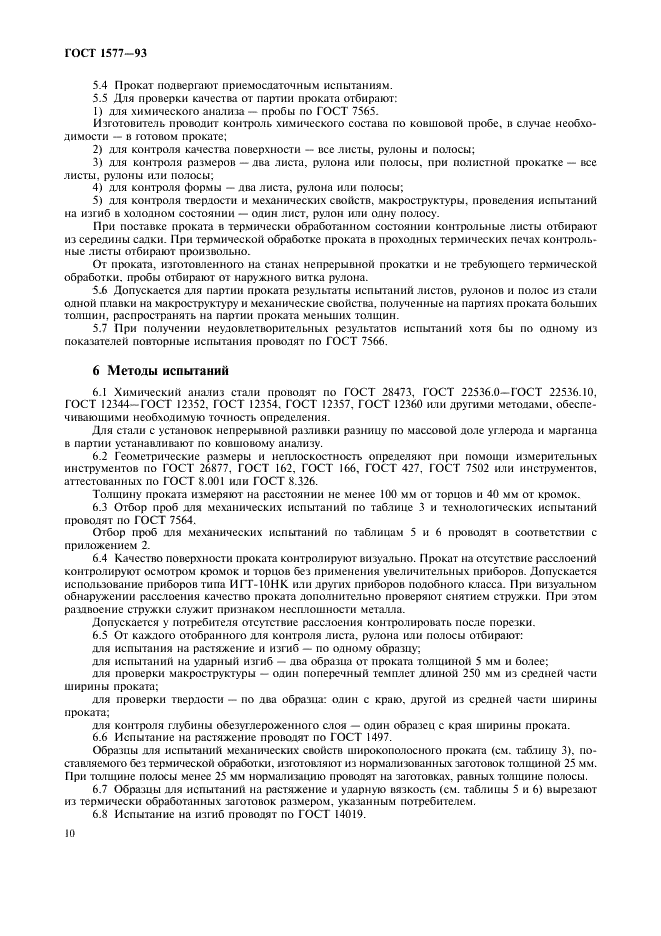 ГОСТ 1577—93
5.4 Прокат подвергают приемосдаточным испытаниям.
5.5 Для проверки качества от партии проката отбирают:
1) для химического анализа — пробы по ГОСТ 7565.
Изготовитель проводит контроль химического состава по ковшовой пробе, в случае необхо-
димости — в готовом прокате;
2) для контроля качества поверхности — все листы, рулоны и полосы;
3) для контроля размеров — два листа, рулона или полосы, при полистной прокатке — все
листы, рулоны или полосы;
4) для контроля формы — два листа, рулона или полосы;
5) для контроля твердости и механических свойств, макроструктуры, проведения испытаний
на изгиб в холодном состоянии — один лист, рулон или одну полосу.
При поставке проката в термически обработанном состоянии контрольные листы отбирают
из середины садки. При термической обработке проката в проходных термических печах контроль-
ные листы отбирают произвольно.
От проката, изготовленного на станах непрерывной прокатки и не требующего термической
обработки, пробы отбирают от наружного витка рулона.
5.6 Допускается для партии проката результаты испытаний листов, рулонов и полос из стали
одной плавки на макроструктуру и механические свойства, полученные на партиях проката больших
толщин, распространять на партии проката меньших толщин.
5.7 При получении неудовлетворительных результатов испытаний хотя бы по одному из
показателей повторные испытания проводят по ГОСТ 7566.
6 Методы испытаний
6.1 Химический анализ стали проводят по ГОСТ 28473, ГОСТ 22536.0—ГОСТ 22536.10,
ГОСТ 12344—ГОСТ 12352, ГОСТ 12354, ГОСТ 12357, ГОСТ 12360 или другими методами, обеспе-
чивающими необходимую точность определения.
Для стали с установок непрерывной разливки разницу по массовой доле углерода и марганца
в партии устанавливают по ковшовому анализу.
6.2 Геометрические размеры и неплоскостность определяют при помощи измерительных
инструментов по ГОСТ 26877, ГОСТ 162, ГОСТ 166, ГОСТ 427, ГОСТ 7502 или инструментов,
аттестованных по ГОСТ 8.001 или ГОСТ 8.326.
Толщину проката измеряют на расстоянии не менее 100 мм от торцов и 40 мм от кромок.
6.3 Отбор проб для механических испытаний по таблице 3 и технологических испытаний
проводят по ГОСТ 7564.
Отбор проб для механических испытаний по таблицам 5 и 6 проводят в соответствии с
приложением 2.
6.4 Качество поверхности проката контролируют визуально. Прокат на отсутствие расслоений
контролируют осмотром кромок и торцов без применения увеличительных приборов. Допускается
использование приборов типа ИГТ-10НК или других приборов подобного класса. При визуальном
обнаружении расслоения качество проката дополнительно проверяют снятием стружки. При этом
раздвоение стружки служит признаком несплошности металла.
Допускается у потребителя отсутствие расслоения контролировать после порезки.
6.5 От каждого отобранного для контроля листа, рулона или полосы отбирают:
для испытания на растяжение и изгиб — по одному образцу;
для испытаний на ударный изгиб — два образца от проката толщиной 5 мм и более;
для проверки макроструктуры — один поперечный темплет длиной 250 мм из средней части
ширины проката;
для проверки твердости — по два образца: один с краю, другой из средней части ширины
проката;
для контроля глубины обезуглероженного слоя — один образец с края ширины проката.
6.6 Испытание на растяжение проводят по ГОСТ 1497.
Образцы для испытаний механических свойств широкополосного проката (см. таблицу 3), по-
ставляемого без термической обработки, изготовляют из нормализованных заготовок толщиной 25 мм.
При толщине полосы менее 25 мм нормализацию проводят на заготовках, равных толщине полосы.
6.7 Образцы для испытаний на растяжение и ударную вязкость (см. таблицы 5 и 6) вырезают
из термически обработанных заготовок размером, указанным потребителем.
6.8 Испытание на изгиб проводят по ГОСТ 14019.
10